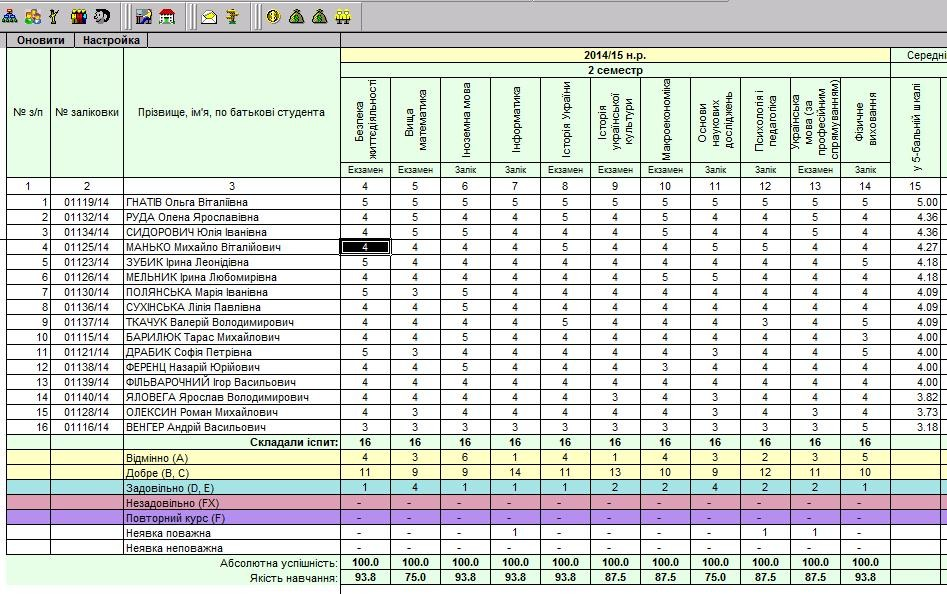 Оновити Настройка
2014/15 н.р. Середні
2 семестр
№ з/п № заліковки Прізвище, ім'я, по батькові студента Безпека життєдіяльності Вища математика Іноземна мова Інформатика Історія України Історія української культури Макроекономіка Основи наукових досліджень Психологія і педагогіка Українська мова (за професійним спрямуванням) Фізичне виховання у 5-бальній шкалі
Екзамен Екзамен Залік Залік Екзамен Екзамен Екзамен Залік Залік Екзамен Залік
1 2 3 4 5 6 7 8 9 10 11 12 13 14 15
1 01119/14 ГНАТІВ Ольга Віталіївна 5 5 5 5 5 5 5 5 5 5 5 5.00
2 01132/14 РУДА Олена Ярославівна 4 5 4 4 5 4 5 4 4 5 4 4.36
3 01134/14 СИДОРОВИЧ Юлія Іванівна 4 5 5 4 4 4 5 4 4 5 4 4.36
4 01125/14 МАНЬКО Михайло Віталійович 4 4 4 4 5 4 4 5 5 4 4 4.27
5 01123/14 ЗУБИК Ірина Леонідівна 5 4 4 4 4 4 4 4 4 4 5 4.18
6 01126/14 МЕЛЬНИК Ірина Любомирівна 4 4 4 4 4 4 5 5 4 4 4 4.18
7 01130/14 ПОЛЯНСЬКА Марія Іванівна 5 3 5 4 4 4 4 4 4 4 4 4.09
8 01136/14 СУХІНСЬКА Лілія Павлівна 4 4 5 4 4 4 4 4 4 4 4 4.09
9 01137/14 ТКАЧУК Валерій Володимирович 4 4 4 4 5 4 4 4 3 4 5 4.09
10 01115/14 БАРИЛЮК Тарас Михайлович 4 4 5 4 4 4 4 4 4 4 3 4.00
11 01121/14 ДРАБИК Софія Петрівна 5 3 4 4 4 4 4 3 4 4 5 4.00
12 01138/14 ФЕРЕНЦ Назарій Юрійович 4 4 5 4 4 4 3 4 4 4 4 4.00
13 01139/14 ФІЛЬВАРОЧНИЙ Ігор Васильович 4 4 4 4 4 4 4 4 4 4 4 4.00
14 01140/14 ЯЛОВЕГА Ярослав Володимирович 4 4 4 4 4 3 4 3 4 4 4 3.82
15 01128/14 ОЛЕКСИН Роман Михайлович 4 3 4 4 4 4 4 3 4 3 4 3.73
16 01116/14 ВЕНГЕР Андрій Васильович 3 3 3 3 3 3 3 3 3 3 5 3.18
Складали іспит: 16 16 16 16 16 16 16 16 16 16 16
Відмінно (A) 4 3 6 1 4 1 4 3 2 3 5
Добре (B, C) 11 9 9 14 11 13 10 9 12 11 10
Задовільно (D, E) 1 4 1 1 1 2 2 4 2 2 1
Незадовільно (FX) - - - - - - - - - - -
Повторний курс (F) - - - - - - - - - - -
Неявка поважна - - - 1 - - - - 1 1 -
Неявка неповажна - - - - - - - - - - -
Абсолютна успішність: 100.0 100.0 100.0 100.0 100.0 100.0 100.0 100.0 100.0 100.0 100.0
Якість навчання: 93.8 75.0 93.8 93.8 93.8 87.5 87.5 75.0 87.5 87.5 93.8